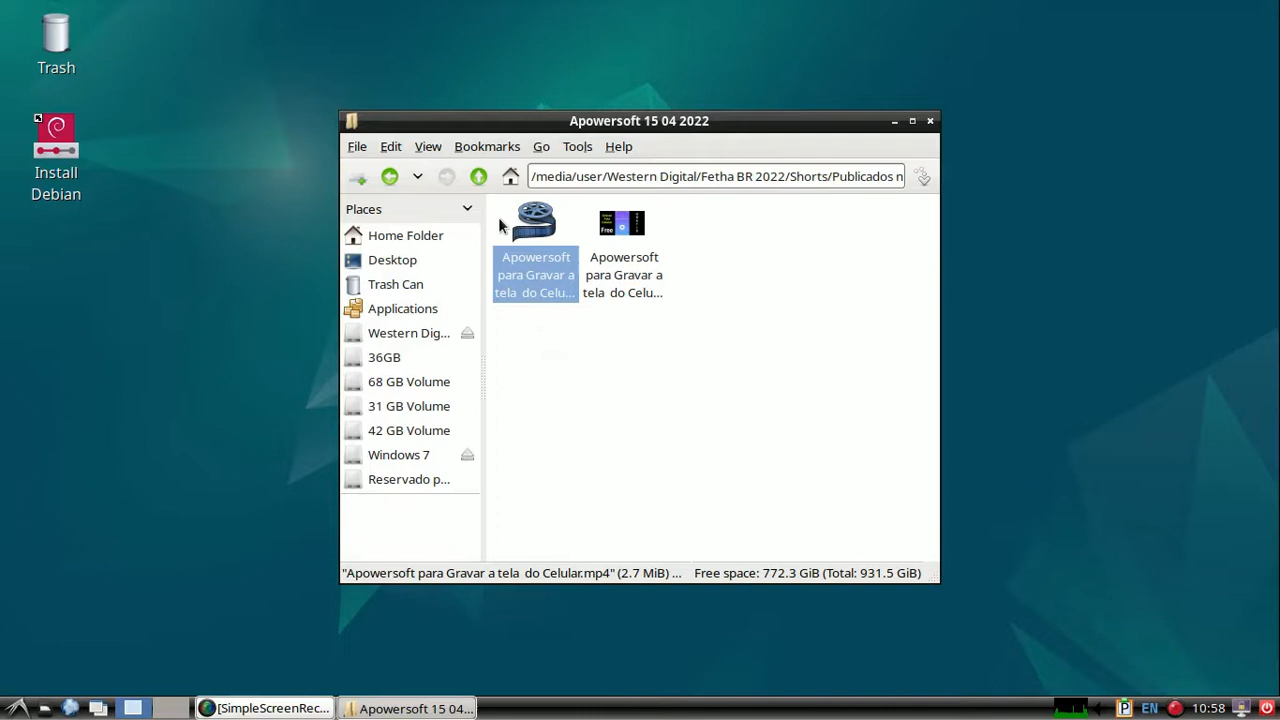 Trash
Install
Debian
Apowersoft 15 04 2022
File Edit View Bookmarks Go Tools Help
/media/user/Western Digital/Fetha BR 2022/Shorts/Publicados n
Places
Home Folder
Desktop
Trash Can
Applications
Western Dig...
36GB
68 GB Volume
31 GB Volume
42 GB Volume
Windows 7
Reservado p...
Apowersoft
para Gravar a
tela do Celu...
Free
Apowersoft
para Gravar a
tela do Celu...
"Apowersoft para Gravar a tela do Celular.mp4" (2.7 MiB) ... Free space: 772.3 GiB (Total: 931.5 GiB)
[SimpleScreenRec... Apowersoft 15 04... P EN 10:58